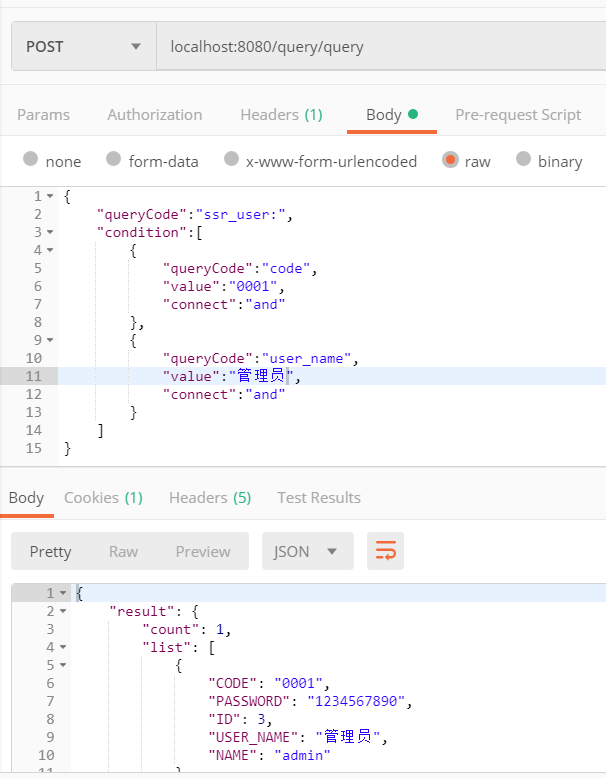 POST localhost:8080/query/query
Params Authorization Headers (1) Body Pre-request Script
none form-data x-www-form-urlencoded raw binary
1 {
2 "queryCode":"ssr_user:",
3 "condition":[
4 {
5 "queryCode":"code",
6 "value":"0001",
7 "connect":"and"
8 },
9 {
10 "queryCode":"user_name",
11 "value":"管理员",
12 "connect":"and"
13 }
14 ]
15 }
Body Cookies (1) Headers (5) Test Results
Pretty Raw Preview JSON
1 {
2 "result": {
3 "count": 1,
4 "list": [
5 {
6 "CODE": "0001",
7 "PASSWORD": "1234567890",
8 "ID": 3,
9 "USER_NAME": "管理员",
10 "NAME": "admin"
11 }